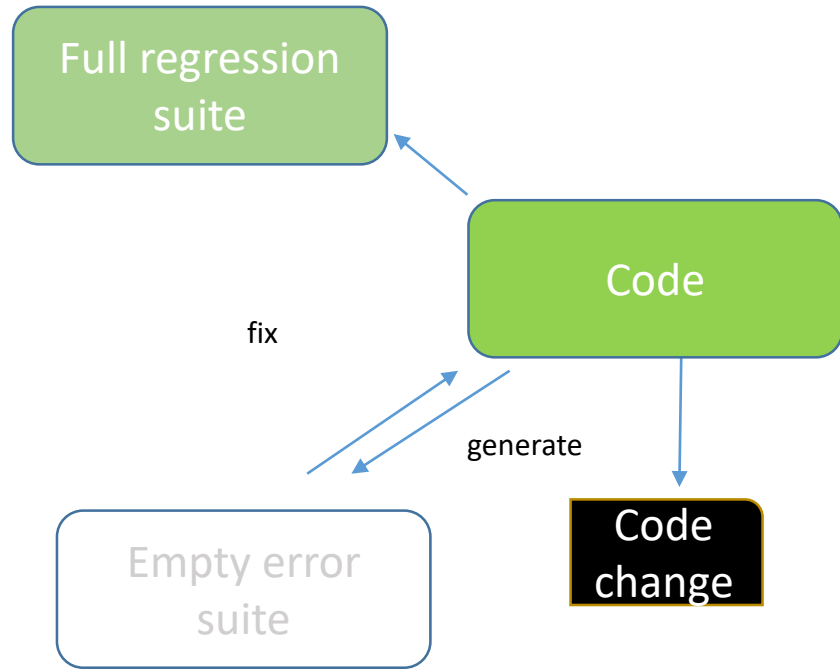 Full regression
suite
Code
fix
generate
Code
change
Empty error
suite